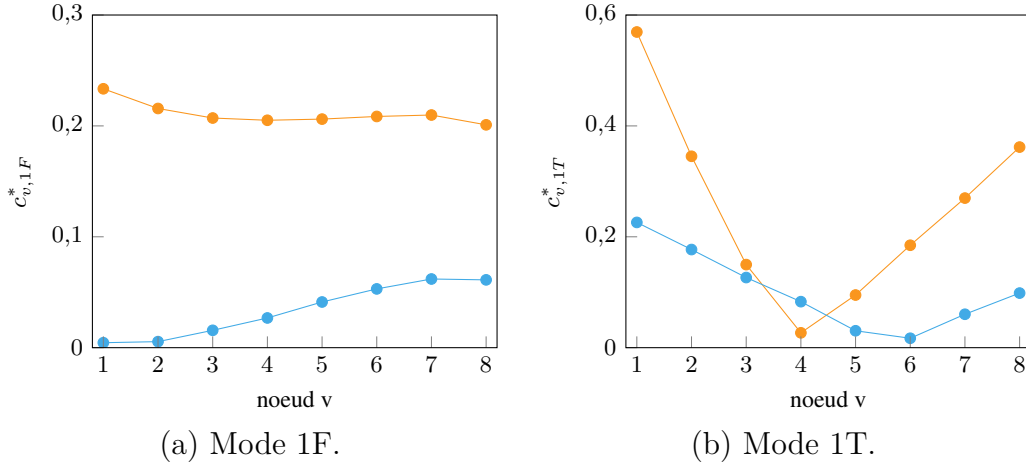 0,3
0,2
0,1
0
c*v,1F
1 2 3 4 5 6 7 8
noeud v
(a) Mode 1F.
0,6
0,4
0,2
0
c*v,1T
1 2 3 4 5 6 7 8
noeud v
(b) Mode 1T.